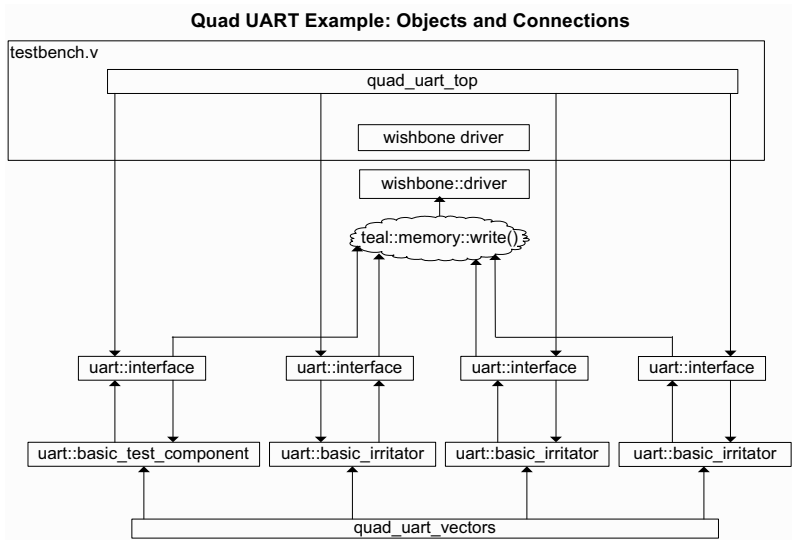 Quad UART Example: Objects and Connections
testbench.v
quad_uart_top
wishbone driver
wishbone::driver
teal::memory::write()
uart::interface uart::interface uart::interface uart::interface
uart::basic_test_component uart::basic_irritator uart::basic_irritator uart::basic_irritator
quad_uart_vectors